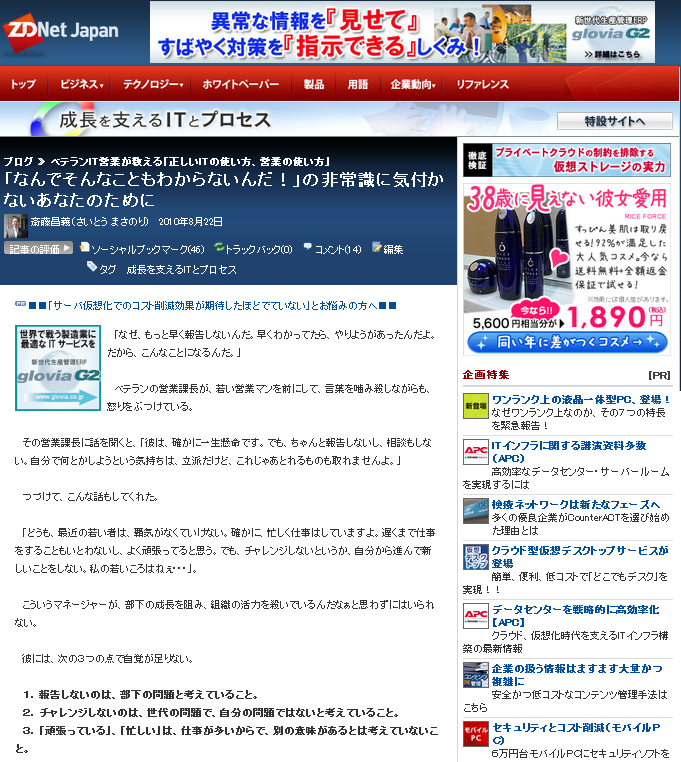 ZDNet Japan
異常な情報を『見せて』
すばやく対策を『指示できる』しくみ！
新世代生産管理ERP
glovia G2
>> 詳細はこちら
トップ
ビジネス
テクノロジー
ホワイトペーパー
製品
用語
企業動向
リファレンス
成長を支えるITとプロセス
特設サイトへ
ブログ ≫ ベテランIT営業が教える「正しいITの使い方、営業の使い方」
「なんでそんなこともわからないんだ！」の非常識に気付か
ないあなたのために
斎藤昌義(さいとう まさのり) 2010年8月22日
記事の評価
ソーシャルブックマーク(46)
トラックバック(0)
コメント(14)
編集
タグ 成長を支えるITとプロセス
■■「サーバ仮想化でのコスト削減効果が期待したほどでていない」とお悩みの方へ■■
世界で戦う製造業に
最適なITサービスを
新世代生産管理ERP
glovia G2
www.glovia.co.jp
「なぜ、もっと早く報告しないんだ。早くわかってたら、やりようがあったんだよ。
だから、こんなことになるんだ。」
ベテランの営業課長が、若い営業マンを前にして、言葉を噛み殺しながらも、
怒りをぶつけている。
その営業課長に話を聞くと、「彼は、確かに一生懸命です。でも、ちゃんと報告しないし、相談もしな
い。自分で何とかしようという気持ちは、立派だけど、これじゃあとれるものも取れませんよ。」
つづけて、こんな話もしてくれた。
「どうも、最近の若い者は、覇気がなくていけない。確かに、忙しく仕事はしていますよ。遅くまで仕事
をすることもいとわないし、よく頑張ってると思う。でも、チャレンジしないというか、自分から進んで新
しいことをしない。私の若いころはねぇ・・・」。
こういうマネージャーが、部下の成長を阻み、組織の活力を殺いているんだなぁと思わずにはいられ
ない。
彼には、次の３つの点で自覚が足りない。
1. 報告しないのは、部下の問題と考えていること。
2. チャレンジしないのは、世代の問題で、自分の問題ではないと考えていること。
3. 「頑張っている」、「忙しい」は、仕事が多いからで、別の意味があるとは考えていないこ
と。
徹底
検証
プライベートクラウドの制約を排除する
仮想ストレージの実力
38歳に見えない彼女愛用
RICE FORCE
すっぴん美肌は取り戻
せる！92%が満足した
大人気コスメ。今なら
送料無料+全額返金
保証で試せる！
※効果には個人差があります。
今なら!!
5,600円相当分が
1,890円
(税込)
同い年に差がつくコスメ→
企画特集
[PR]
新登場
ワンランク上の液晶一体型PC、登場！
なぜワンランク上なのか、その７つの特長
を緊急報告！
APC
ITインフラに関する講演資料多数
(APC)
高効率なデータセンター・サーバールーム
を実現するには
検疫ネットワークは新たなフェーズへ
多くの優良企業がCounterACTを選び始め
た理由とは
仮想
デスクトップ
クラウド型仮想デスクトップサービスが
登場
簡単、便利、低コストで「どこでもデスク」を
実現！！
APC
データセンターを戦略的に高効率化
【APC】
クラウド、仮想化時代を支えるITインフラ構
築の最新情報
コンテンツ
管理
企業の扱う情報はますます大量かつ
複雑に
安全かつ低コストなコンテンツ管理手法は
こちら
モバイル
PC
セキュリティとコスト削減(モバイルP
C)
６万円台モバイルPCにセキュリティソフトを